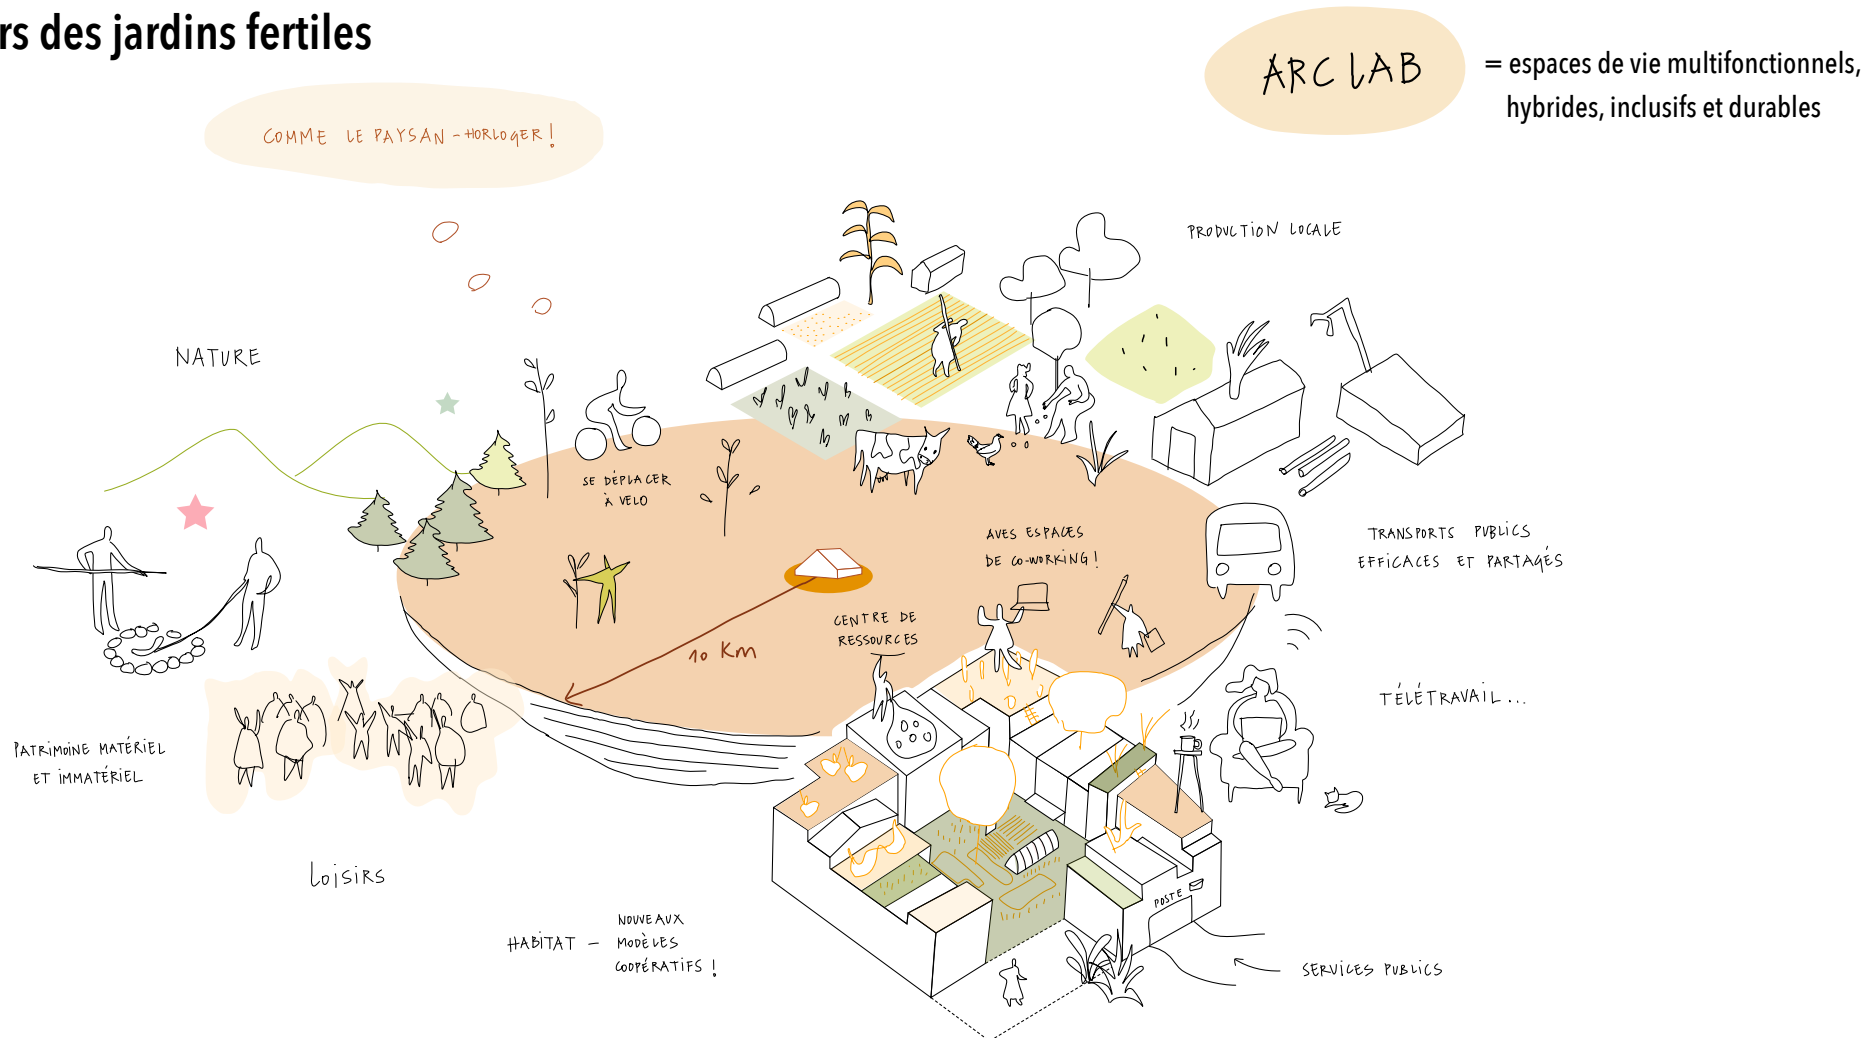 rs des jardins fertiles
ARC LAB
= espaces de vie multifonctionnels,
hybrides, inclusifs et durables
COMME LE PAYSAN-HORLOGER!
PRODUCTION LOCALE
NATURE
SE DÉPLACER
À VELO
AVES ESPACES
DE CO-WORKING!
TRANSPORTS PUBLICS
EFFICACES ET PARTAGÉS
CENTRE DE
RESSOURCES
10 Km
TÉLÉTRAVAIL...
PATRIMOINE MATÉRIEL
ET IMMATÉRIEL
LOISIRS
POSTE
HABITAT - NOUVEAUX
MODÈLES
COOPÉRATIFS !
SERVICES PUBLICS